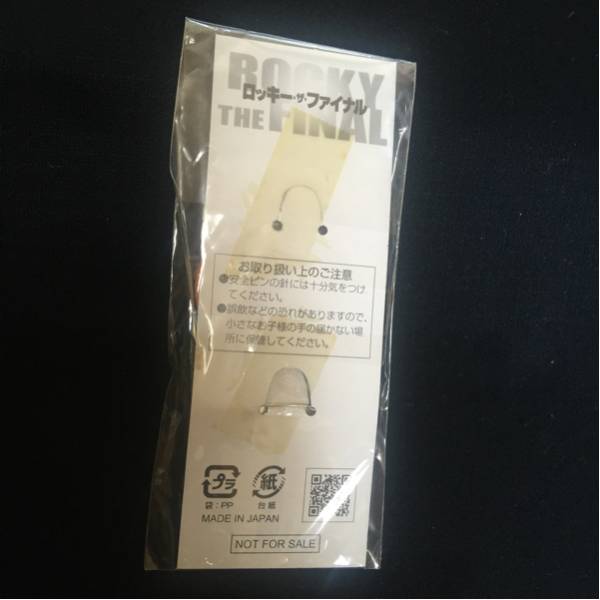 ROCKY
ロッキー・ザ・ファイナル
THE FINAL
お取り扱い上のご注意
●安全ピンの針には十分気をつけ
てください。
●誤飲などの恐れがありますので、
小さなお子様の手の届かない場
所に保管してください。
プラ
紙
袋：PP
台紙
MADE IN JAPAN
NOT FOR SALE